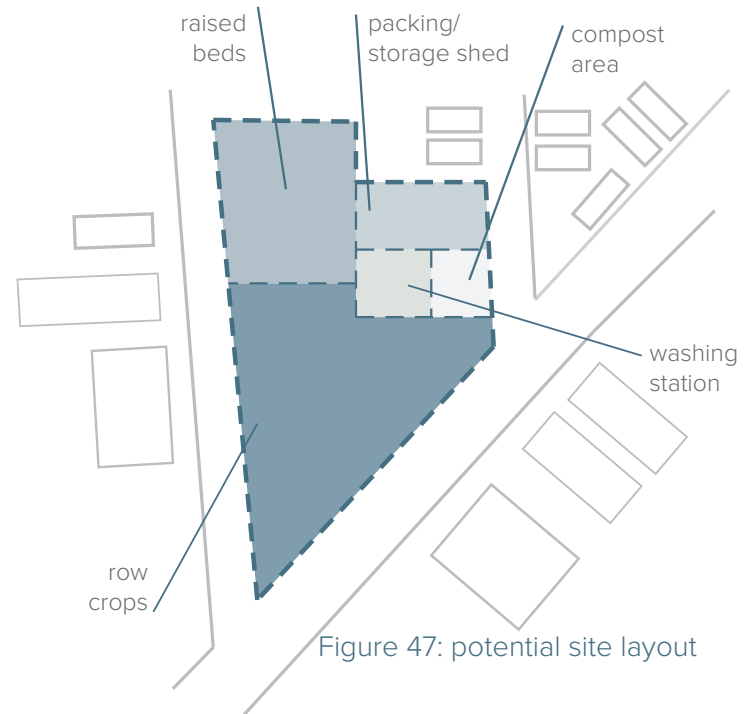 raised
beds
packing/
storage shed
compost
area
washing
station
row
crops
Figure 47: potential site layout